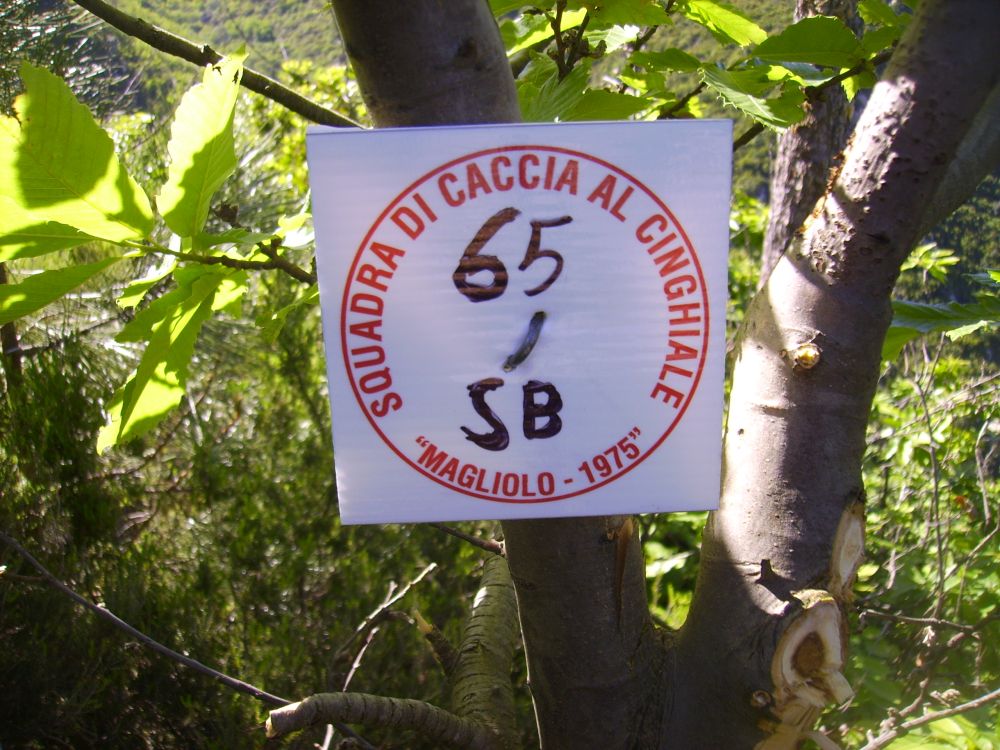 SQUADRA DI CACCIA AL CINGHIALE
65
/
SB
"MAGLIOLO - 1975"